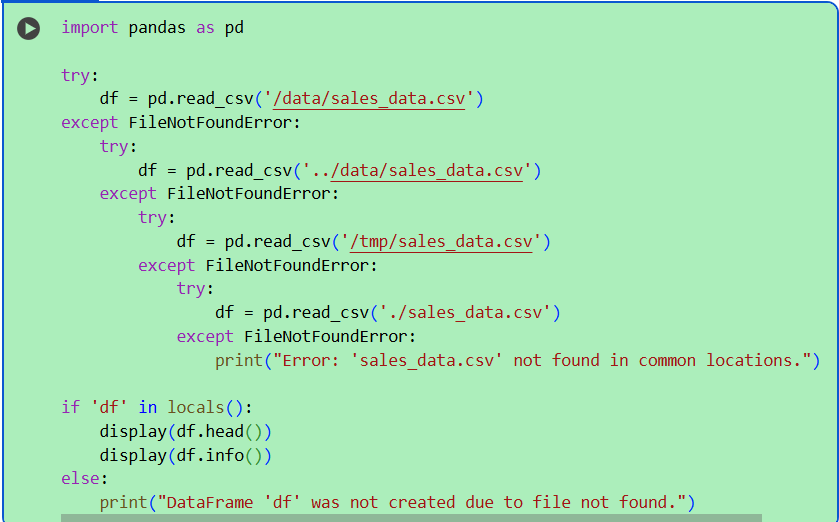 import pandas as pd
try:
    df = pd.read_csv('/data/sales_data.csv')
except FileNotFoundError:
    try:
        df = pd.read_csv('../data/sales_data.csv')
    except FileNotFoundError:
        try:
            df = pd.read_csv('/tmp/sales_data.csv')
        except FileNotFoundError:
            try:
                df = pd.read_csv('./sales_data.csv')
            except FileNotFoundError:
                print("Error: 'sales_data.csv' not found in common locations.")
if 'df' in locals():
    display(df.head())
    display(df.info())
else:
    print("DataFrame 'df' was not created due to file not found.")